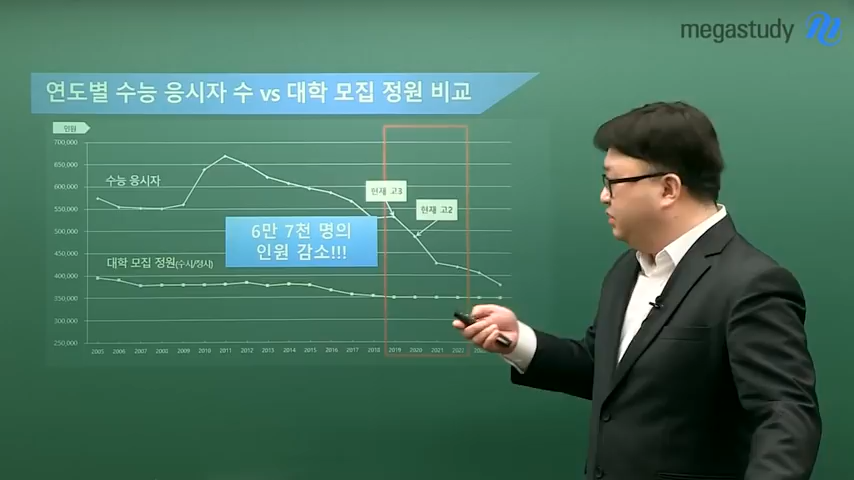 megastudy
연도별 수능 응시자 수 vs 대학 모집 정원 비교
인원
700,000
650,000
600,000
550,000
500,000
450,000
400,000
350,000
300,000
250,000
수능 응시자
현재 고3
현재 고2
6만 7천 명의
인원 감소!!!
대학 모집 정원(수시/정시)
2005 2006 2007 2008 2009 2010 2011 2012 2013 2014 2015 2016 2017 2018 2019 2020 2021 2022